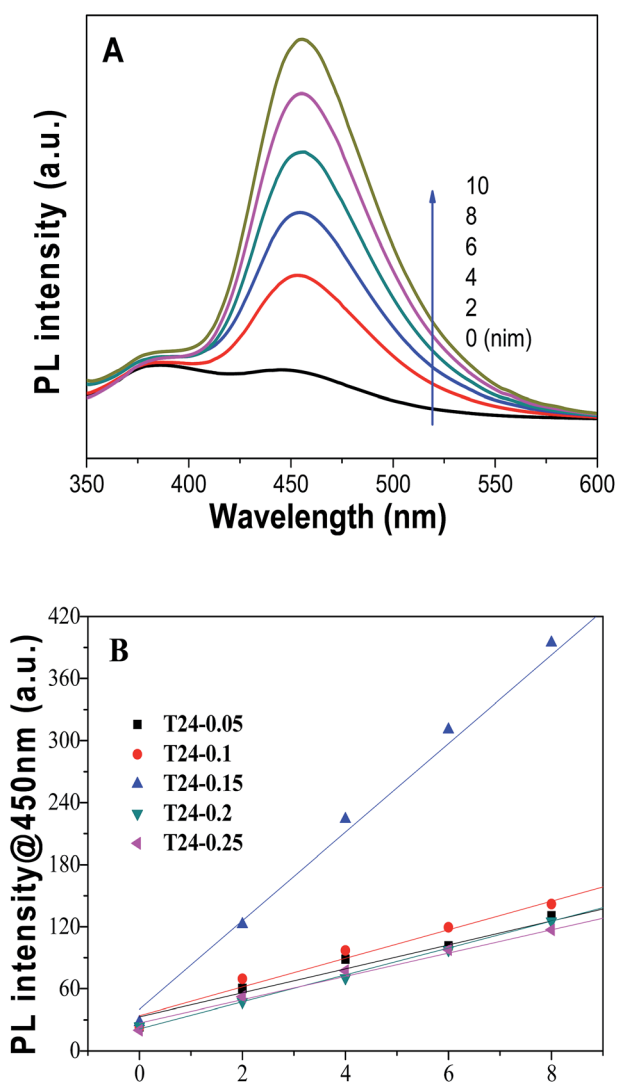 A
PL intensity (a.u.)
10
8
6
4
2
0 (nim)
350 400 450 500 550 600
Wavelength (nm)
B
PL intensity@450nm (a.u.)
420
360
300
240
180
120
60
0
T24-0.05
T24-0.1
T24-0.15
T24-0.2
T24-0.25
0 2 4 6 8